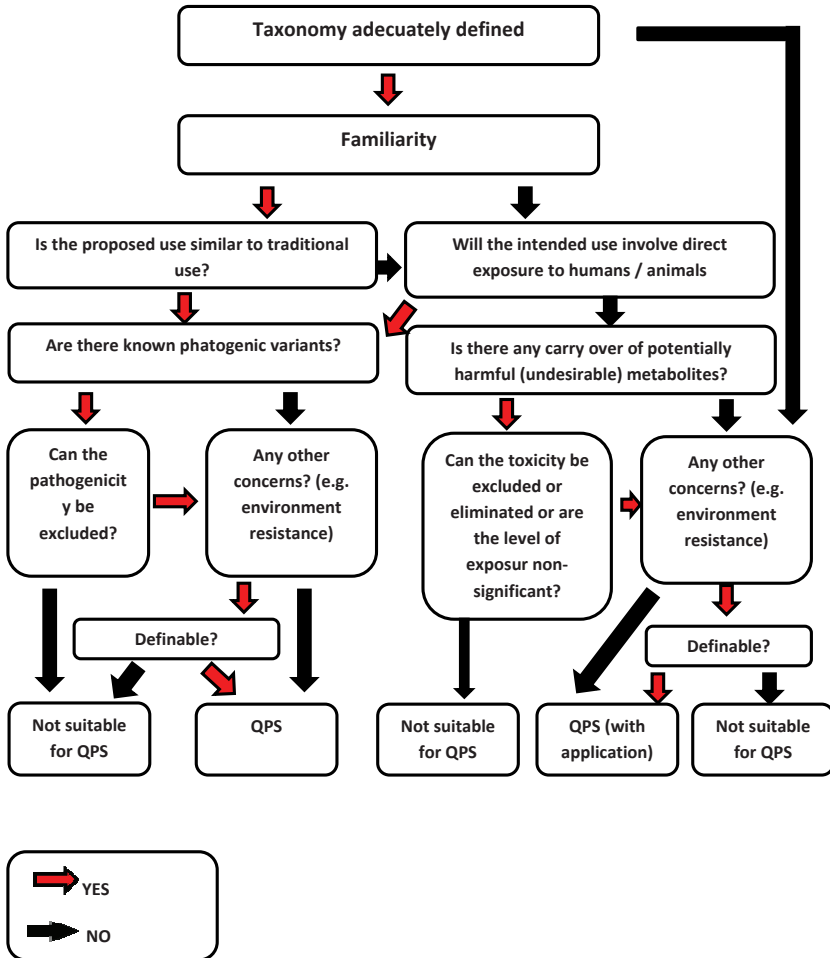 Taxonomy adecuately defined
Familiarity
Is the proposed use similar to traditional
use?
Will the intended use involve direct
exposure to humans / animals
Are there known phatogenic variants?
Is there any carry over of potentially
harmful (undesirable) metabolites?
Can the
pathogenicit
y be
excluded?
Any other
concerns? (e.g.
environment
resistance)
Can the toxicity be
excluded or
eliminated or are
the level of
exposur non-
significant?
Any other
concerns? (e.g.
environment
resistance)
Definable?
Definable?
Not suitable
for QPS
QPS
Not suitable
for QPS
QPS (with
application)
Not suitable
for QPS
YES
NO